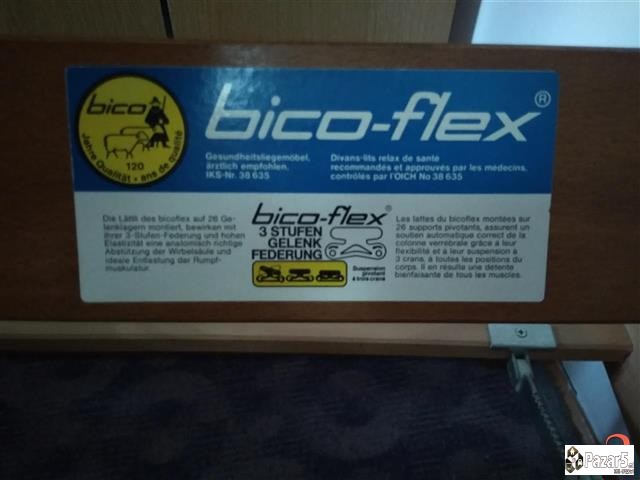 bico
Jahre Qualität • ans de qualité
120
bico-flex®
Gesundheitsliegemöbel,
ärztlich empfohlen.
IKS-Nr. 38 635
Divans-lits relax de santé
recommandés et approuvés par les médecins,
contrôlés par l'OICH No 38 635
Die Lättli des bicoflex auf 26 Ge-
lenklagern montiert, bewirken mit
ihrer 3-Stufen-Federung und hohen
Elastizität eine anatomisch richtige
Abstützung der Wirbelsäule und
ideale Entlastung der Rumpf-
muskulatur.
bico-flex®
3 STUFEN
GELENK
FEDERUNG
Suspension
pivotant
à trois crans
Les lattes du bicoflex montées sur
26 supports pivotants, assurent un
soutien automatique correct de la
colonne vertébrale grâce à leur
flexibilité et à leur suspension à
3 crans, à toutes les positions du
corps. Il en résulte une détente
bienfaisante de tous les muscles.
Pazar5